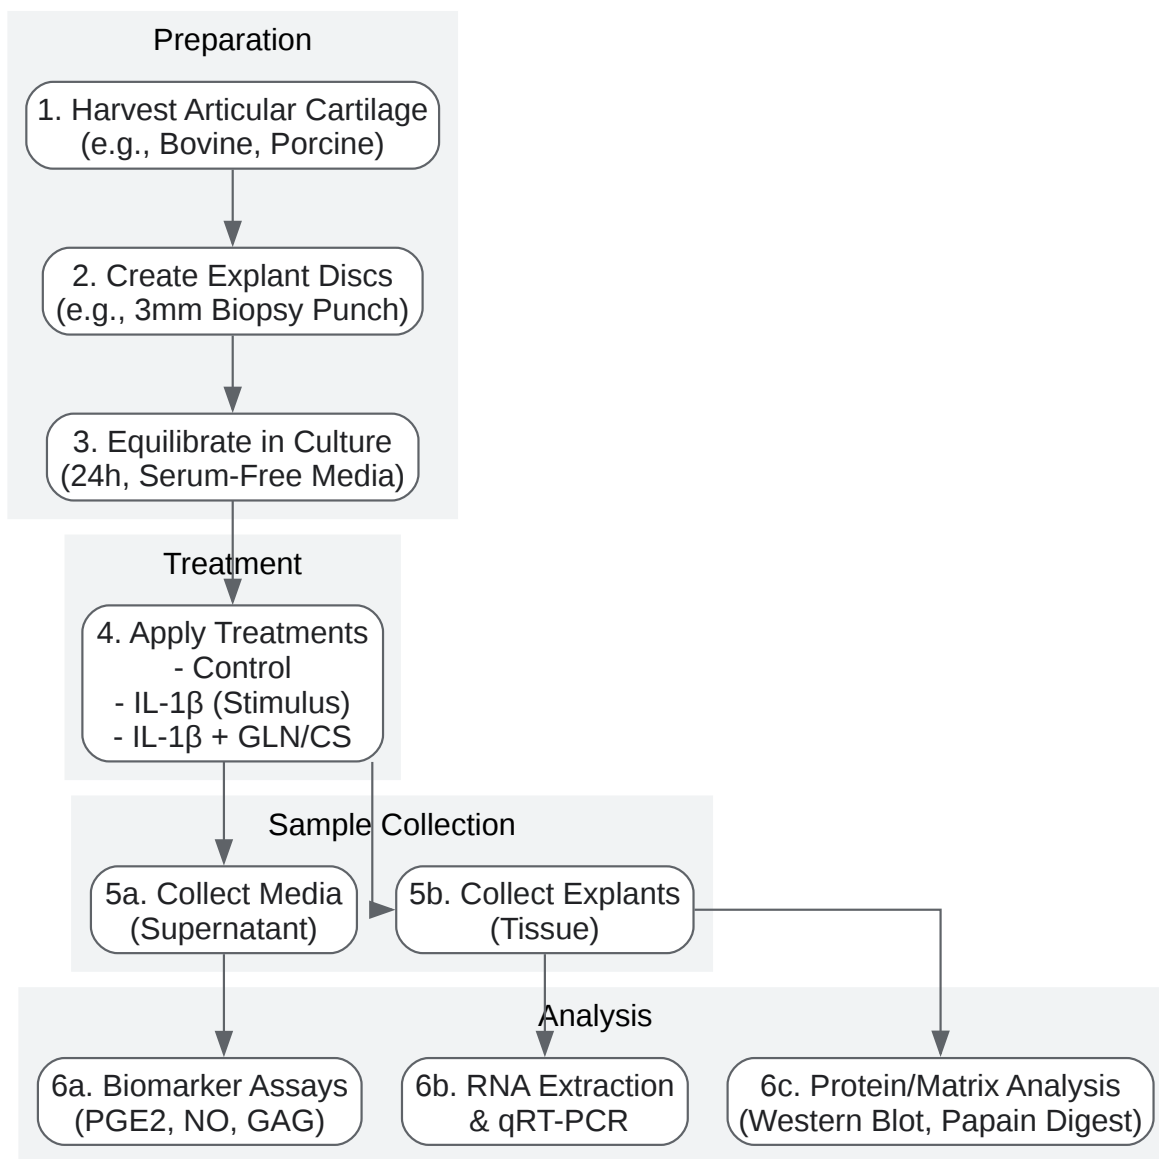 Preparation
1. Harvest Articular Cartilage
(e.g., Bovine, Porcine)
2. Create Explant Discs
(e.g., 3mm Biopsy Punch)
3. Equilibrate in Culture
(24h, Serum-Free Media)
Treatment
4. Apply Treatments
- Control
- IL-1β (Stimulus)
- IL-1β + GLN/CS
Sample Collection
5a. Collect Media
(Supernatant)
5b. Collect Explants
(Tissue)
Analysis
6a. Biomarker Assays
(PGE2, NO, GAG)
6b. RNA Extraction
& qRT-PCR
6c. Protein/Matrix Analysis
(Western Blot, Papain Digest)